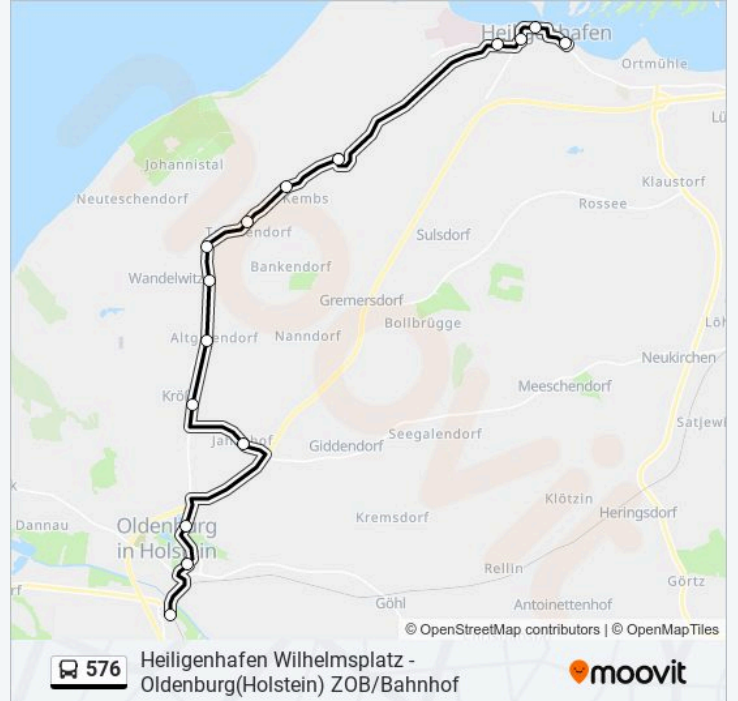 Heiligenhafen
Ortmühle
Johannistal
Klaustorf
Neuteschendorf
Kembs
Rossee
Sulsdorf
Wandelwitz
Bankendorf
Gremersdorf
Bollbrügge
Nanndorf
Neukirchen
Meeschendorf
Seegalendorf
Giddendorf
Klötzin
Heringsdorf
Kremsdorf
Dannau
Oldenburg
in Holstein
Rellin
Görtz
Göhl
Antoinettenhof
© OpenStreetMap contributors | © OpenMapTiles
576
Heiligenhafen Wilhelmsplatz -
Oldenburg(Holstein) ZOB/Bahnhof
moovit